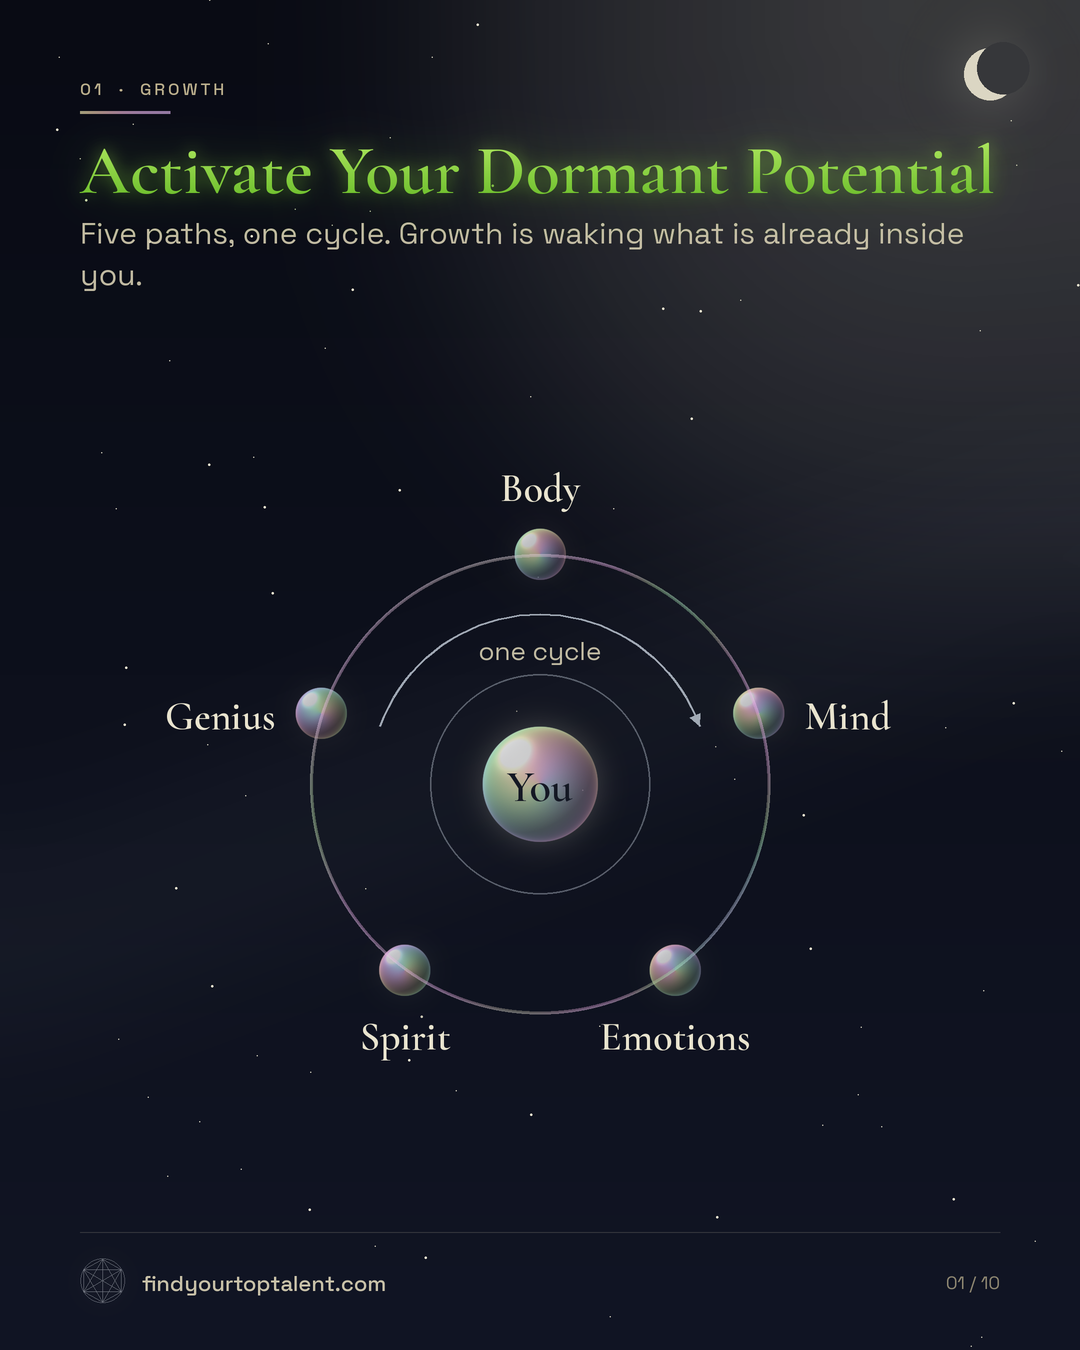 01 · GROWTH
Activate Your Dormant Potential
Five paths, one cycle. Growth is waking what is already inside
you.
Body
one cycle
Genius
Mind
You
Spirit
Emotions
findyourtoptalent.com
01 / 10